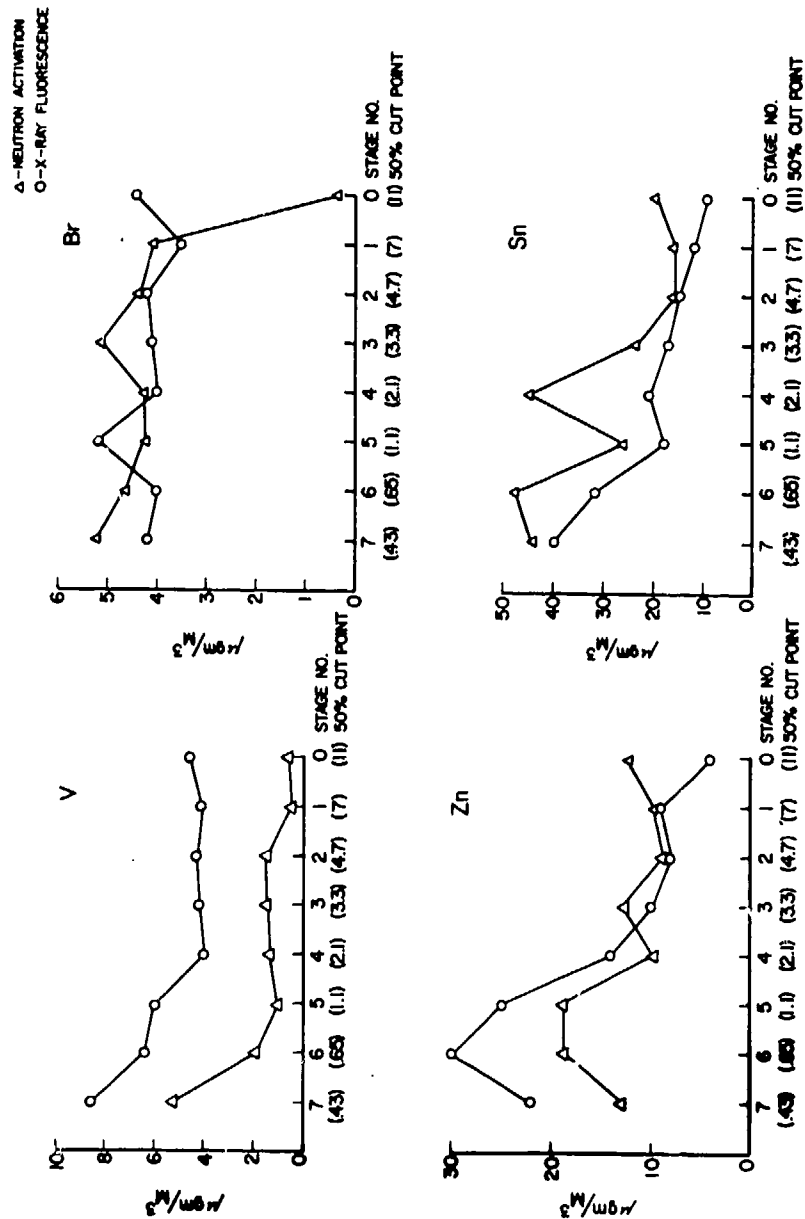 △-NEUTRON ACTIVATION
O-X-RAY FLUORESCENCE
V
10
8
6
4
2
0
μgm/M³
7 6 5 4 3 2 1 0 STAGE NO.
(.43) (.65) (1.1) (2.1) (3.3) (4.7) (7) (11) 50% CUT POINT
Br
6
5
4
3
2
1
0
μgm/M³
7 6 5 4 3 2 1 0 STAGE NO.
(.43) (.65) (1.1) (2.1) (3.3) (4.7) (7) (11) 50% CUT POINT
Zn
30
20
10
0
μgm/M³
7 6 5 4 3 2 1 0 STAGE NO.
(.43) (.65) (1.1) (2.1) (3.3) (4.7) (7) (11) 50% CUT POINT
Sn
50
40
30
20
10
0
μgm/M³
7 6 5 4 3 2 1 0 STAGE NO.
(.43) (.65) (1.1) (2.1) (3.3) (4.7) (7) (11) 50% CUT POINT